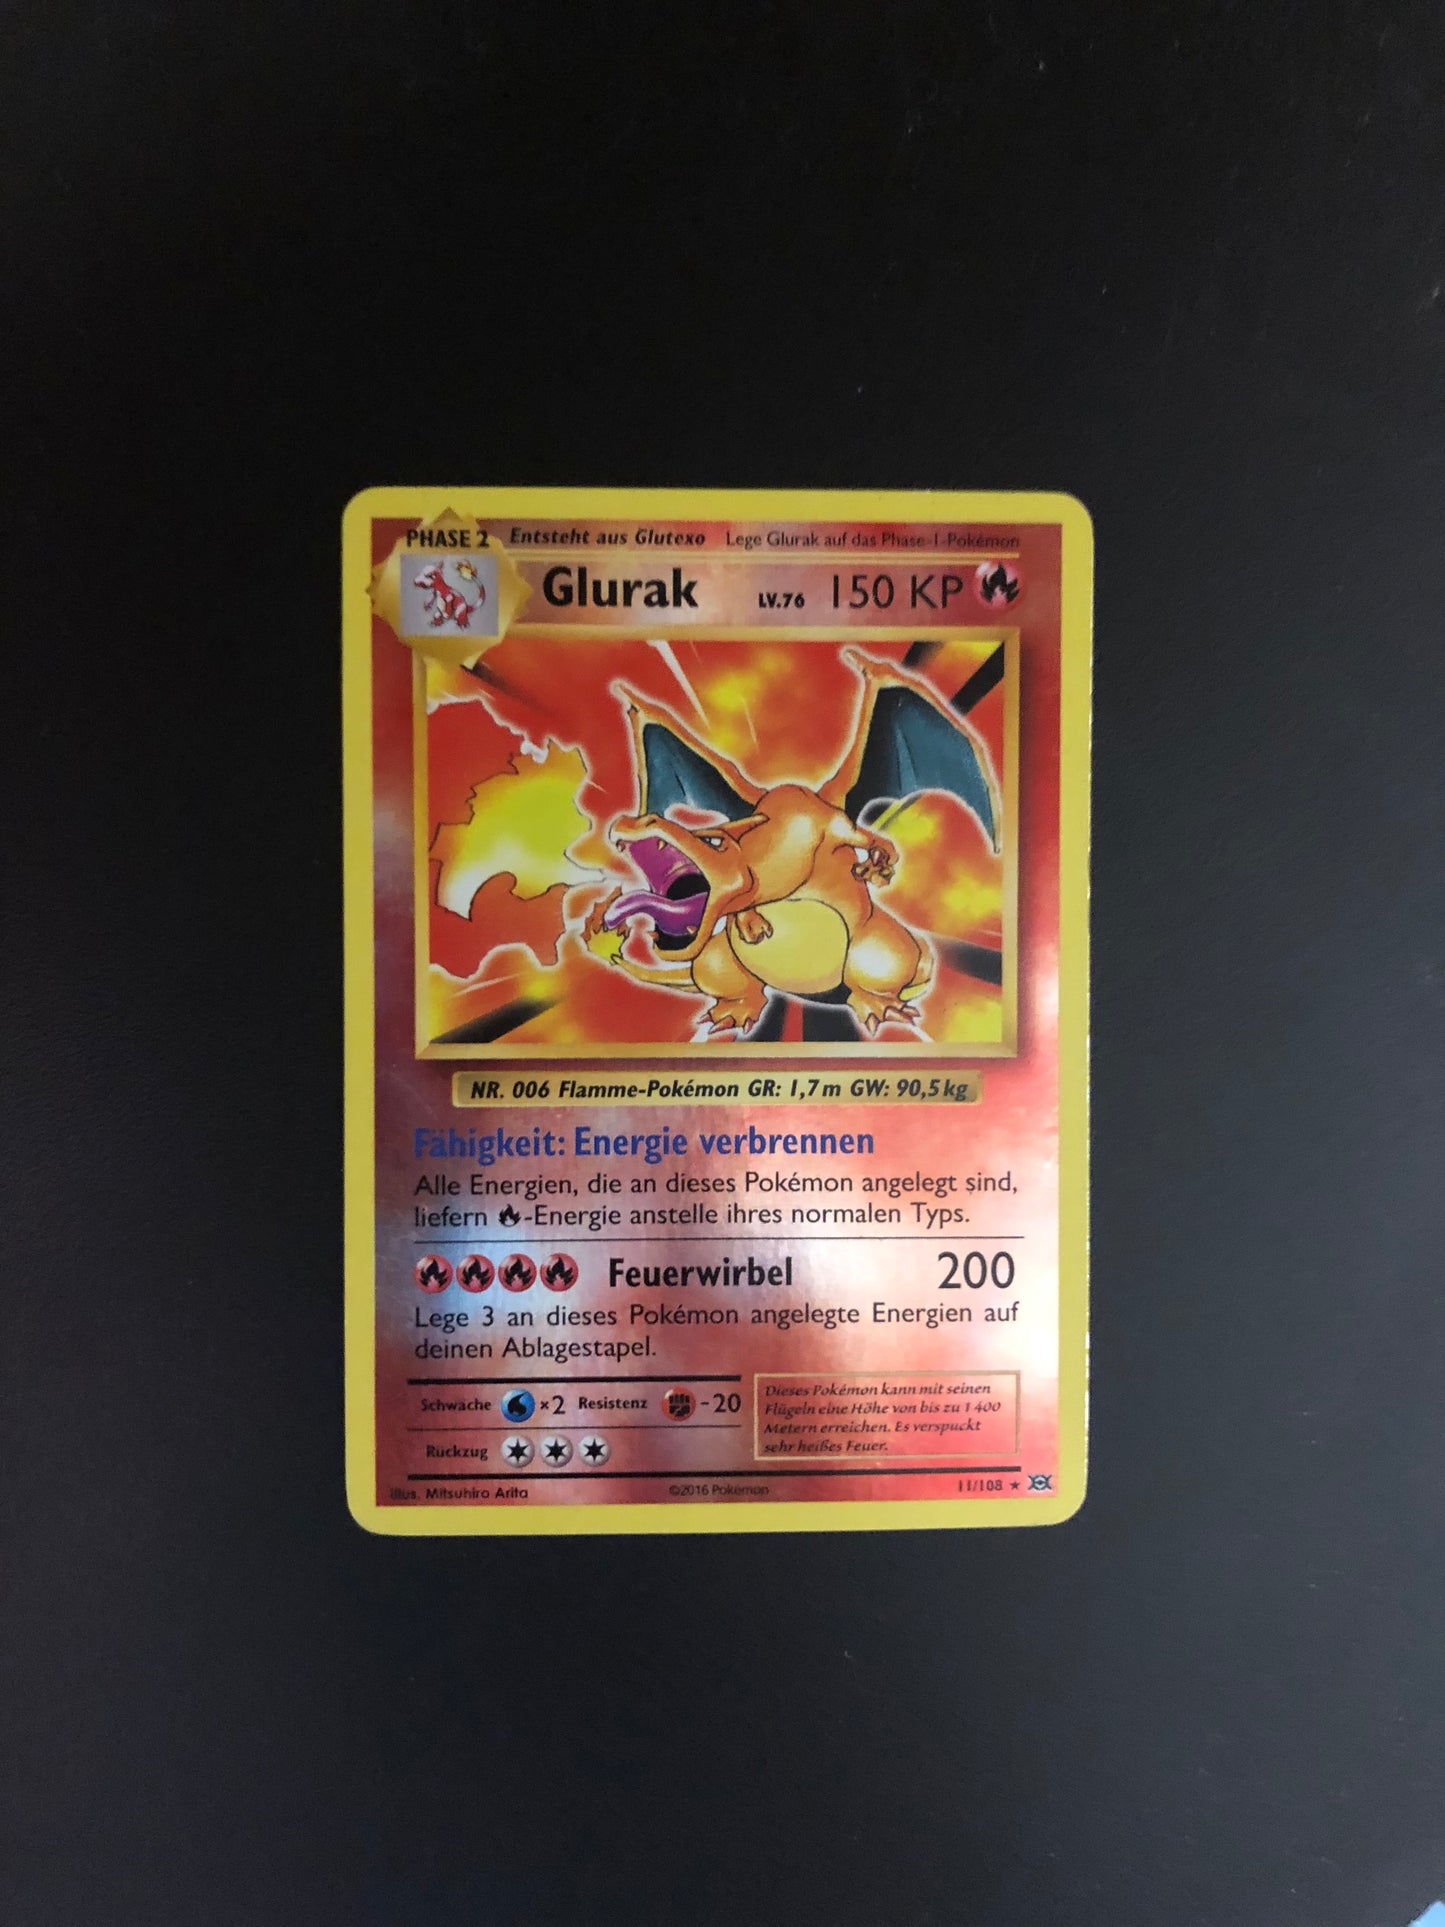 PHASE 2 Entsteht aus Glutexo Lege Glurak auf das Phase-1-Pokémon
Glurak LV.76 150 KP
NR. 006 Flamme-Pokémon GR: 1,7 m GW: 90,5 kg
Fähigkeit: Energie verbrennen
Alle Energien, die an dieses Pokémon angelegt sind,
liefern -Energie anstelle ihres normalen Typs.
Feuerwirbel 200
Lege 3 an dieses Pokémon angelegte Energien auf
deinen Ablagestapel.
Schwäche ×2 Resistenz -20
Rückzug
Dieses Pokémon kann mit seinen
Flügeln eine Höhe von bis zu 1 400
Metern erreichen. Es verspuckt
sehr heißes Feuer.
Illus. Mitsuhiro Arita ©2016 Pokémon 11/108 ★